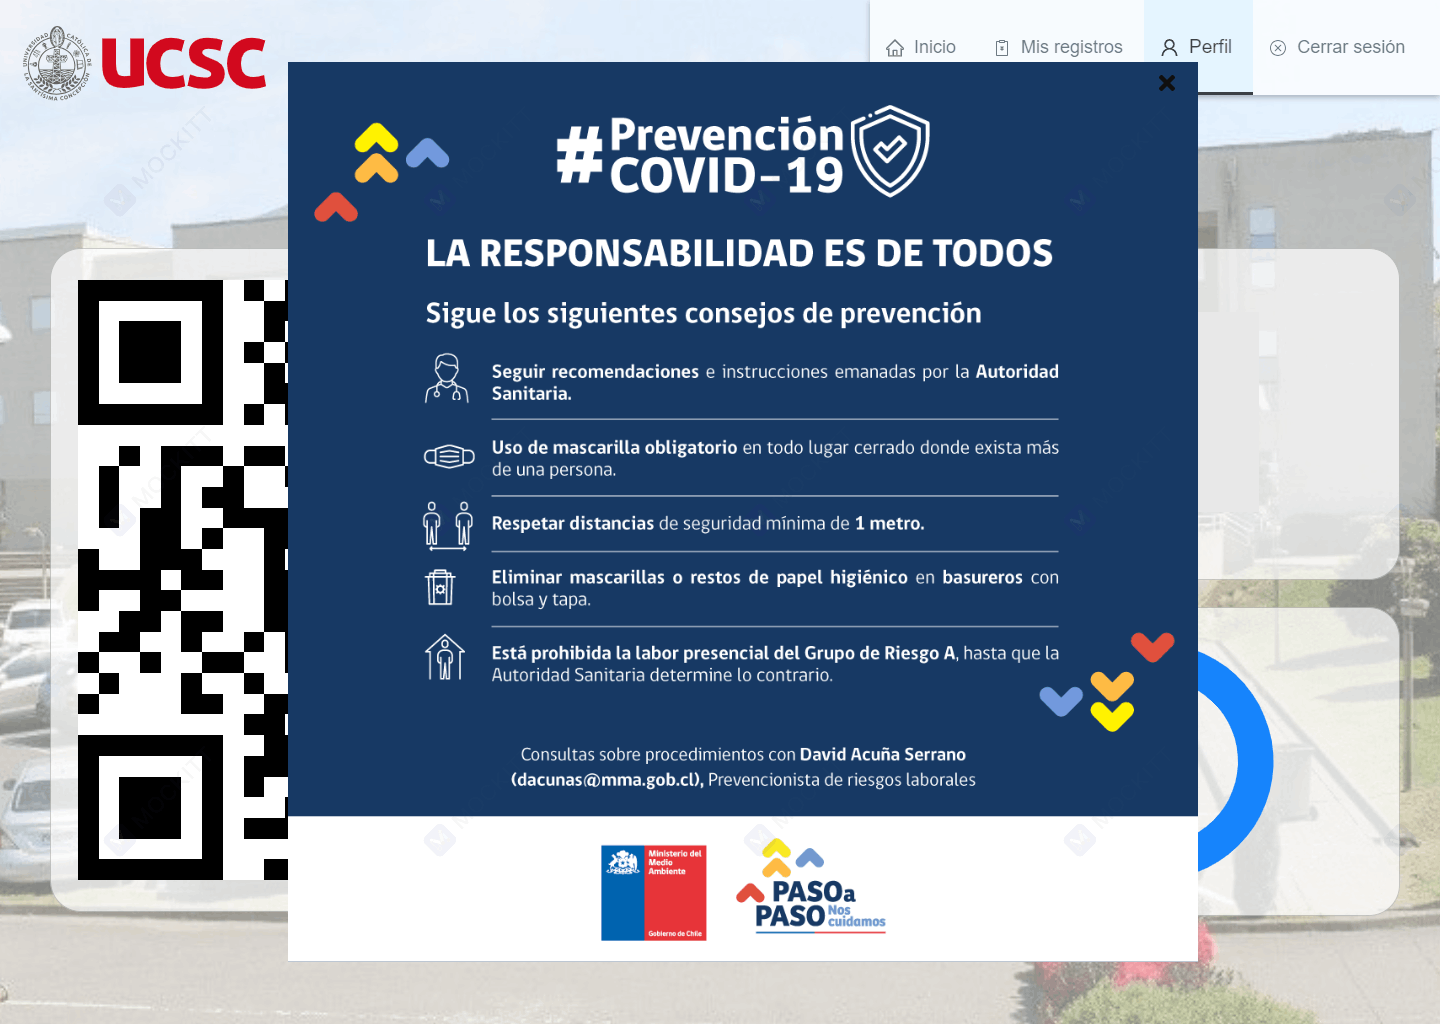 UNIVERSIDAD CATÓLICA DE LA SANTÍSIMA CONCEPCIÓN
UCSC
Inicio
Mis registros
Perfil
Cerrar sesión
#Prevención
COVID-19
LA RESPONSABILIDAD ES DE TODOS
Sigue los siguientes consejos de prevención
Seguir recomendaciones e instrucciones emanadas por la Autoridad
Sanitaria.
Uso de mascarilla obligatorio en todo lugar cerrado donde exista más
de una persona.
Respetar distancias de seguridad mínima de 1 metro.
Eliminar mascarillas o restos de papel higiénico en basureros con
bolsa y tapa.
Está prohibida la labor presencial del Grupo de Riesgo A, hasta que la
Autoridad Sanitaria determine lo contrario.
Consultas sobre procedimientos con David Acuña Serrano
(dacunas@mma.gob.cl), Prevencionista de riesgos laborales
Ministerio del
Medio
Ambiente
Gobierno de Chile
PASO a
PASO Nos
cuidamos
MOCKITT
MOCKITT
MOCKITT